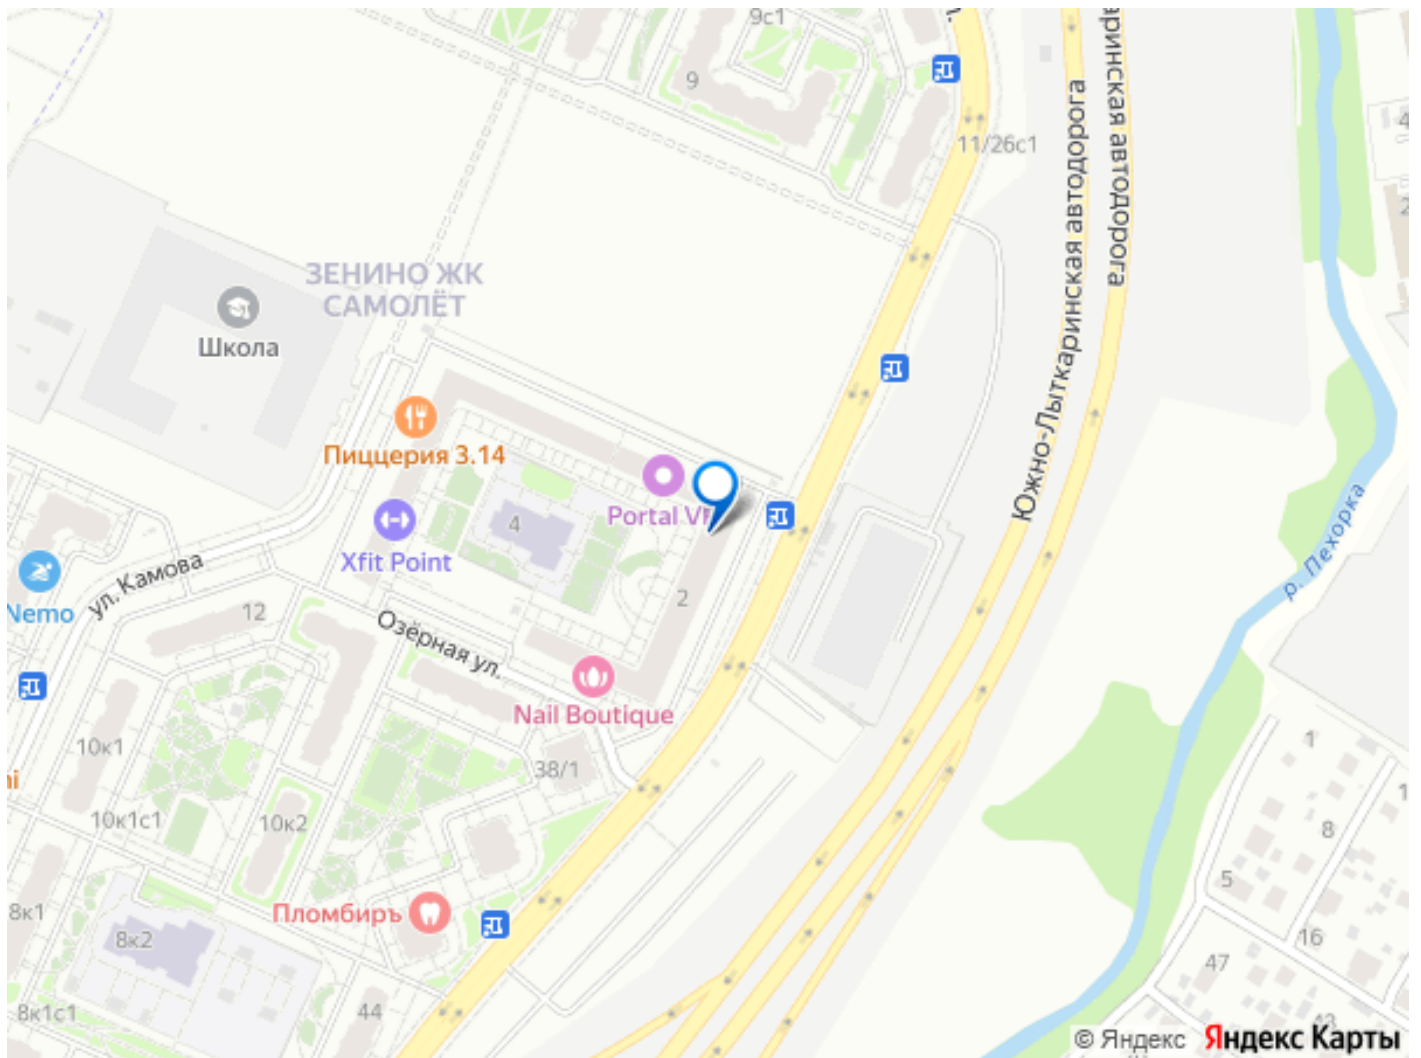 9с1
9
11/26с1
Южно-Лыткаринская автодорога
аринская автодорога
ЗЕНИНО ЖК
САМОЛЁТ
Школа
Пиццерия 3.14
Portal V
4
Xfit Point
2
р. Пехорка
ул. Камова
Nemo
12
Озёрная ул.
Nail Boutique
10к1
38/1
10к1с1
10к2
1
8
5
Пломбиръ
8к1
8к2
16
47
8к1с1
44
© Яндекс Яндекс Карты